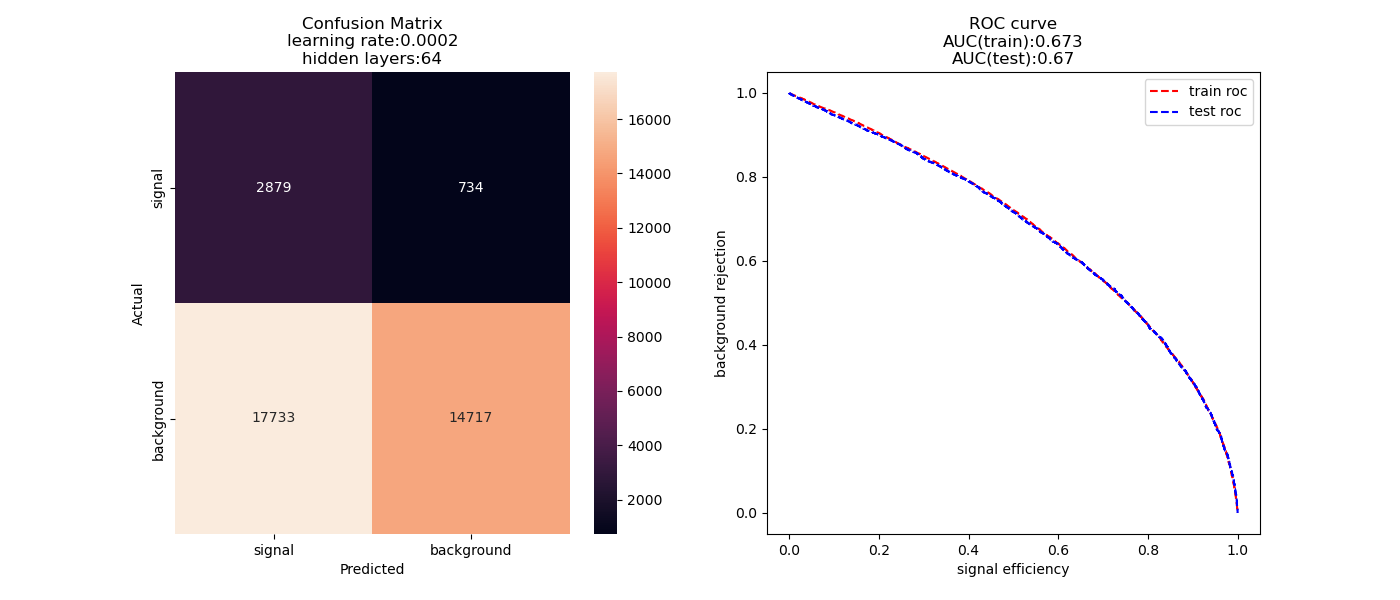 Confusion Matrix
learning rate:0.0002
hidden layers:64
signal
background
Actual
2879
734
17733
14717
signal
background
Predicted
16000
14000
12000
10000
8000
6000
4000
2000
ROC curve
AUC(train):0.673
AUC(test):0.67
train roc
test roc
background rejection
1.0
0.8
0.6
0.4
0.2
0.0
0.0
0.2
0.4
0.6
0.8
1.0
signal efficiency